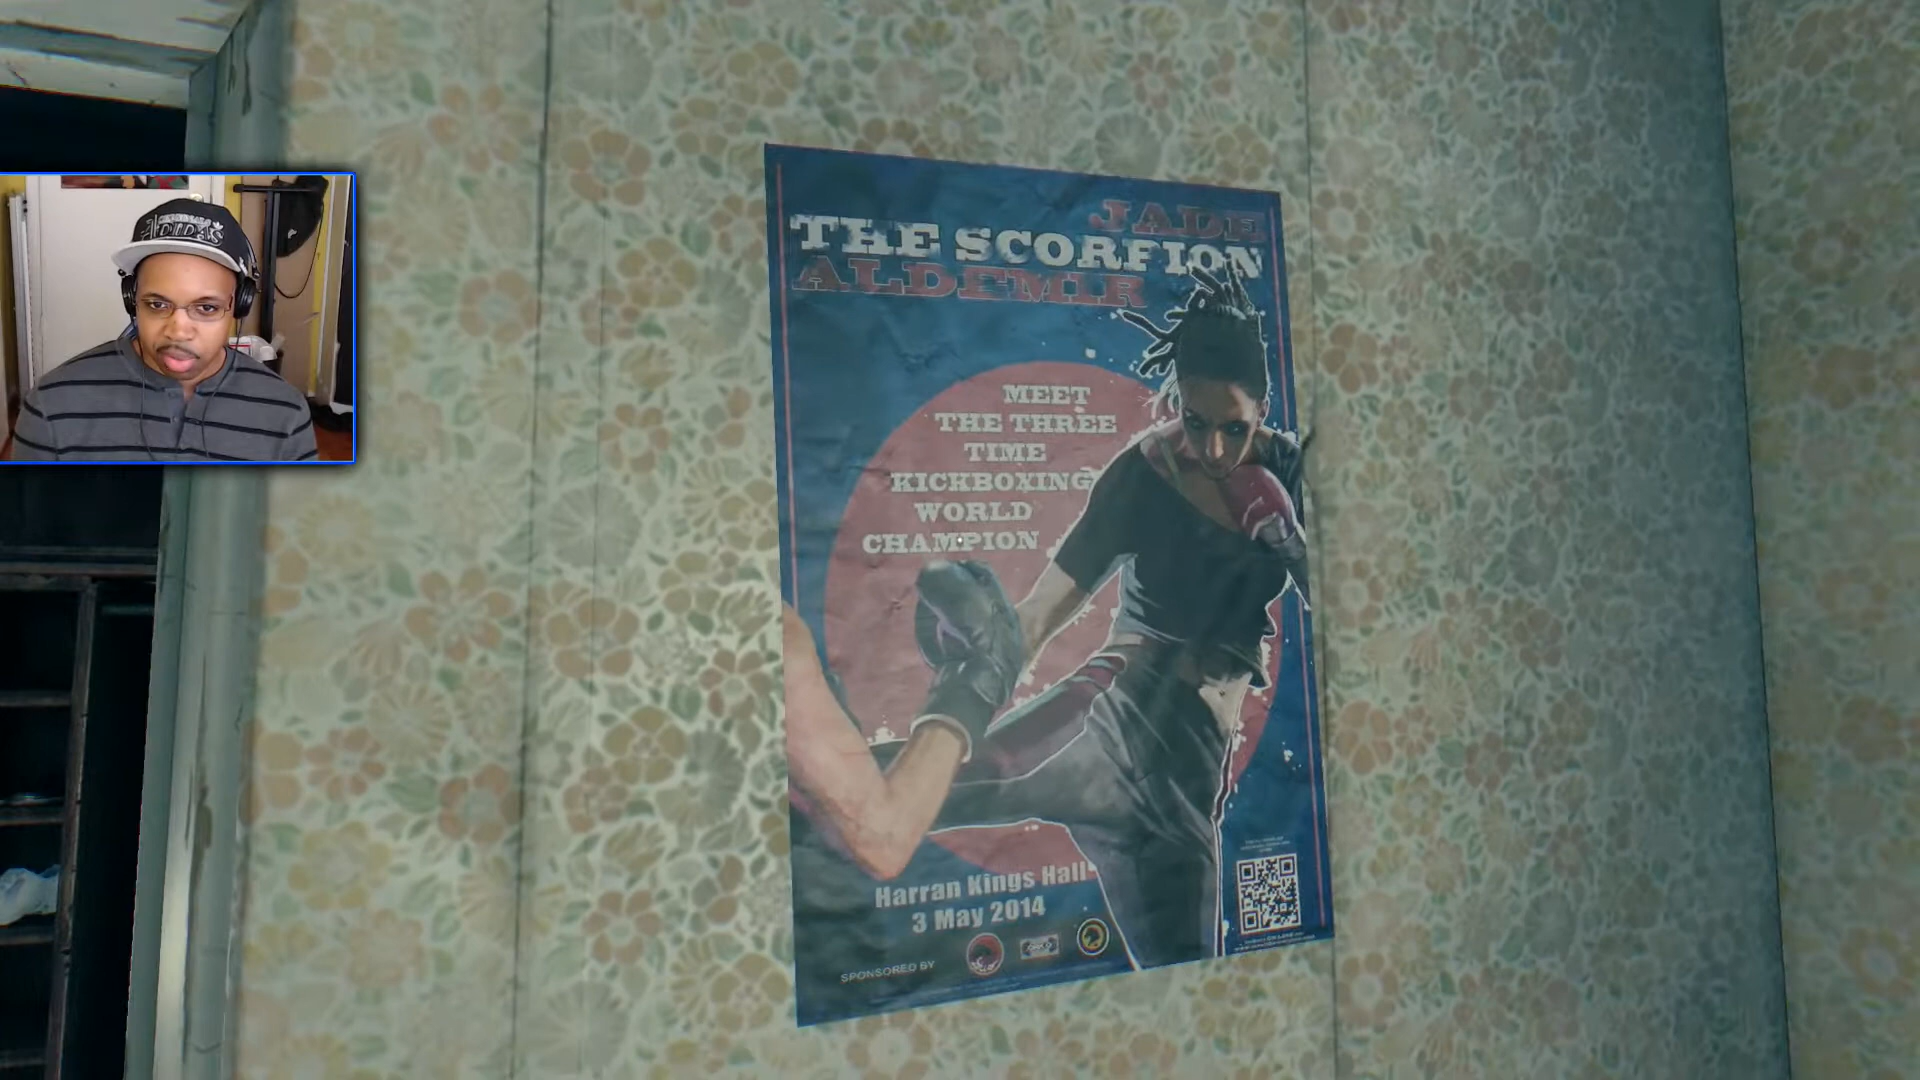 ADIDAS
JADE
THE SCORPION
ALDEMIR
MEET
THE THREE
TIME
KICKBOXING
WORLD
CHAMPION
Harran Kings Hall
3 May 2014
SPONSORED BY